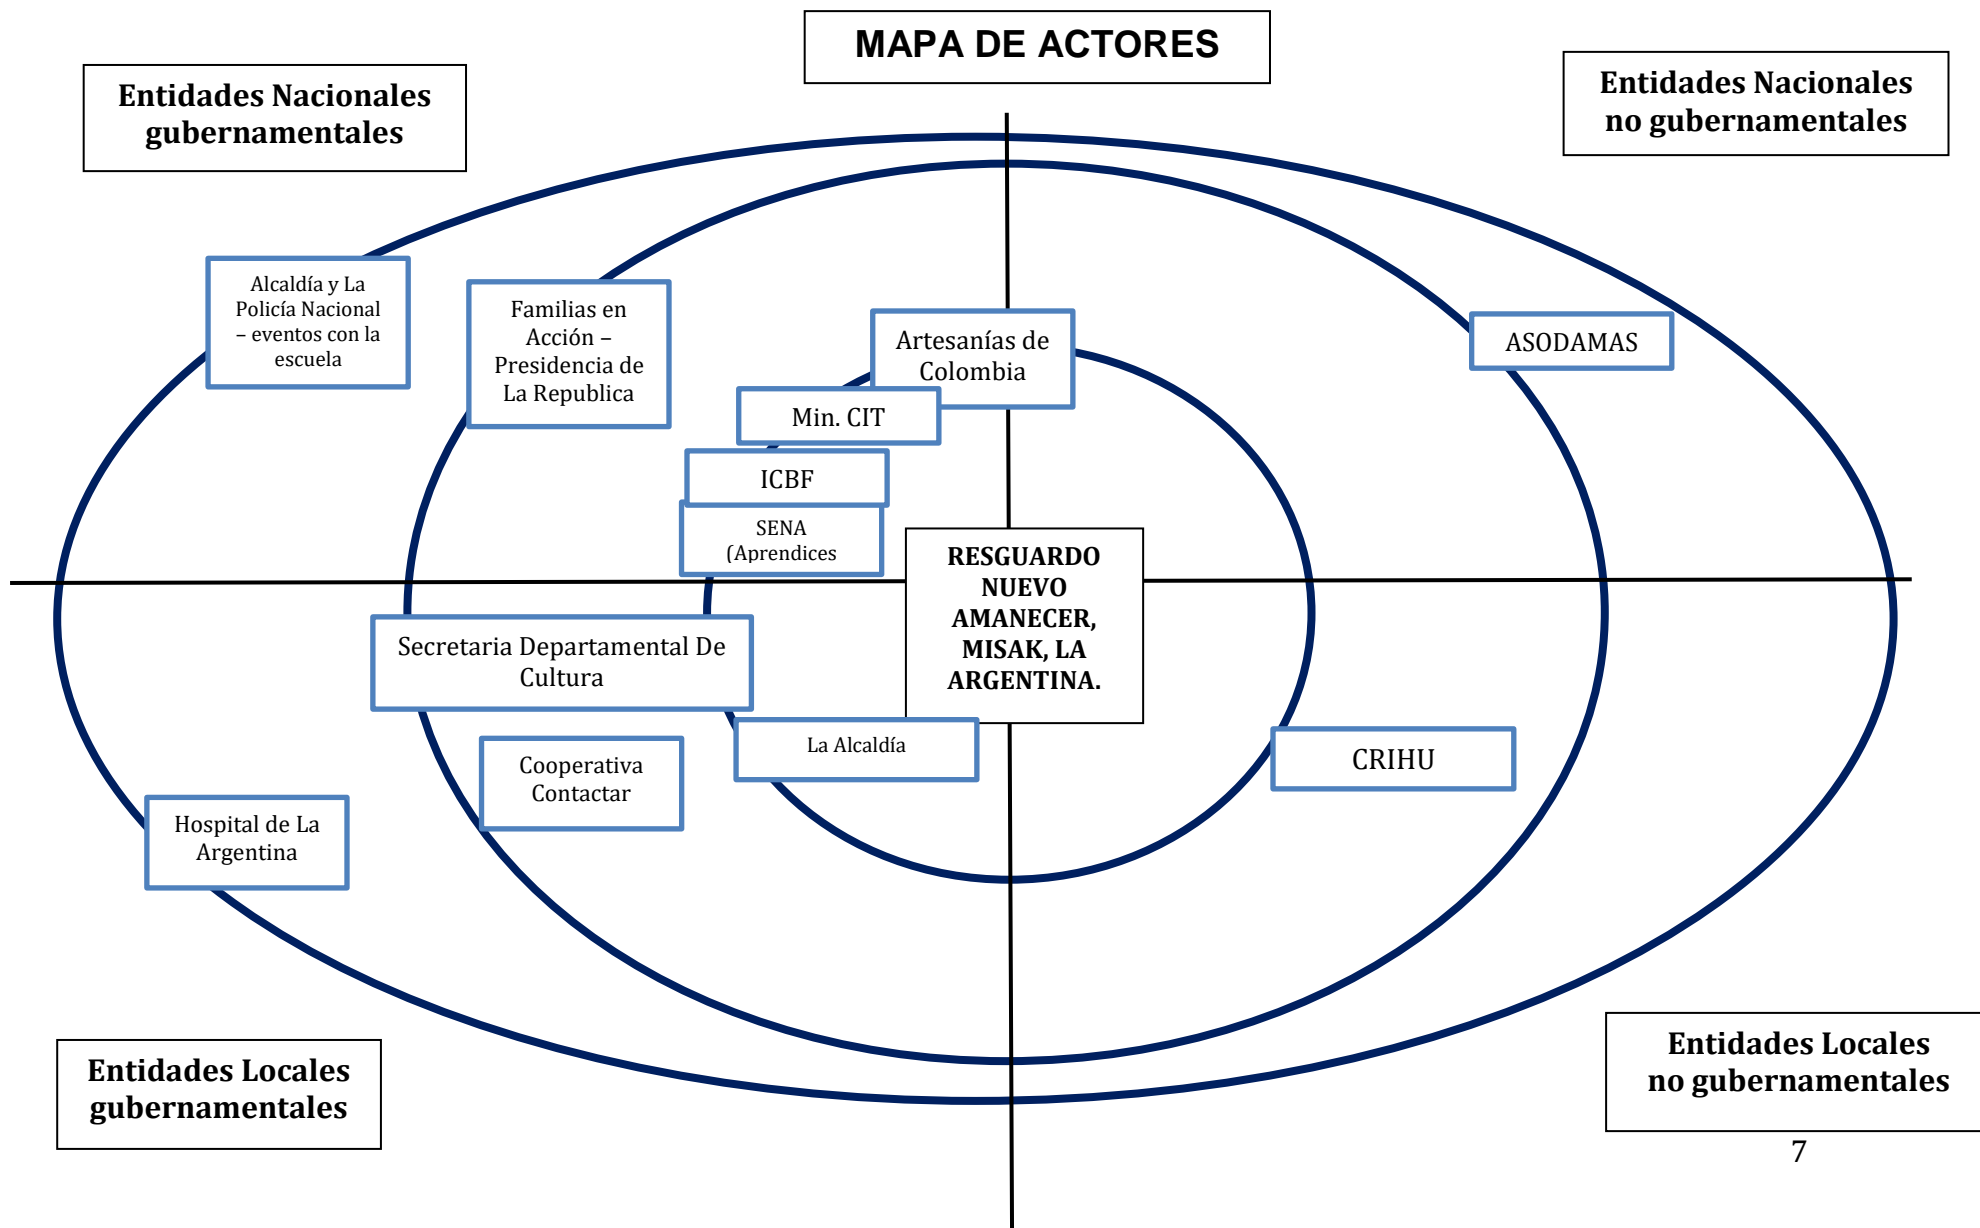 MAPA DE ACTORES
Entidades Nacionales
gubernamentales
Entidades Nacionales
no gubernamentales
Alcaldía y La
Policía Nacional
– eventos con la
escuela
Familias en
Acción –
Presidencia de
La Republica
Artesanías de
Colombia
ASODAMAS
Min. CIT
ICBF
SENA
(Aprendices
RESGUARDO
NUEVO
AMANECER,
MISAK, LA
ARGENTINA.
Secretaria Departamental De
Cultura
La Alcaldía
Cooperativa
Contactar
CRIHU
Hospital de La
Argentina
Entidades Locales
gubernamentales
Entidades Locales
no gubernamentales
7